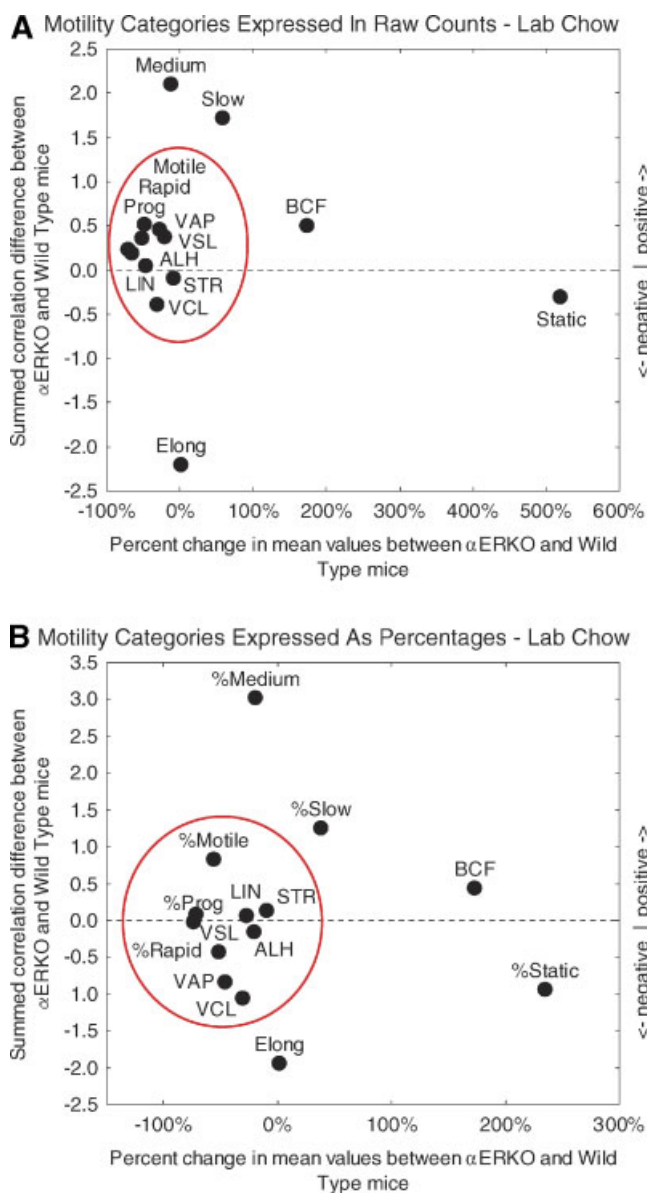 A Motility Categories Expressed In Raw Counts - Lab Chow
2.5
2.0
1.5
1.0
0.5
0.0
-0.5
-1.0
-1.5
-2.0
-2.5
Summed correlation difference between
αERKO and Wild Type mice
Medium
Slow
Motile
Rapid
Prog
VAP
BCF
VSL
ALH
LIN
STR
VCL
Static
Elong
<- negative | positive ->
-100%
0%
100%
200%
300%
400%
500%
600%
Percent change in mean values between αERKO and Wild
Type mice
B Motility Categories Expressed As Percentages - Lab Chow
3.5
3.0
2.5
2.0
1.5
1.0
0.5
0.0
-0.5
1.0
-1.5
-2.0
2.5
Summed correlation difference between
αERKO and Wild Type mice
%Medium
%Slow
%Motile
BCF
LIN
STR
%Prog
VSL
%Rapid
ALH
VAP
%Static
VCL
Elong
<- negative | positive ->
-100%
0%
100%
200%
300%
Percent change in mean values between αERKO and Wild
Type mice